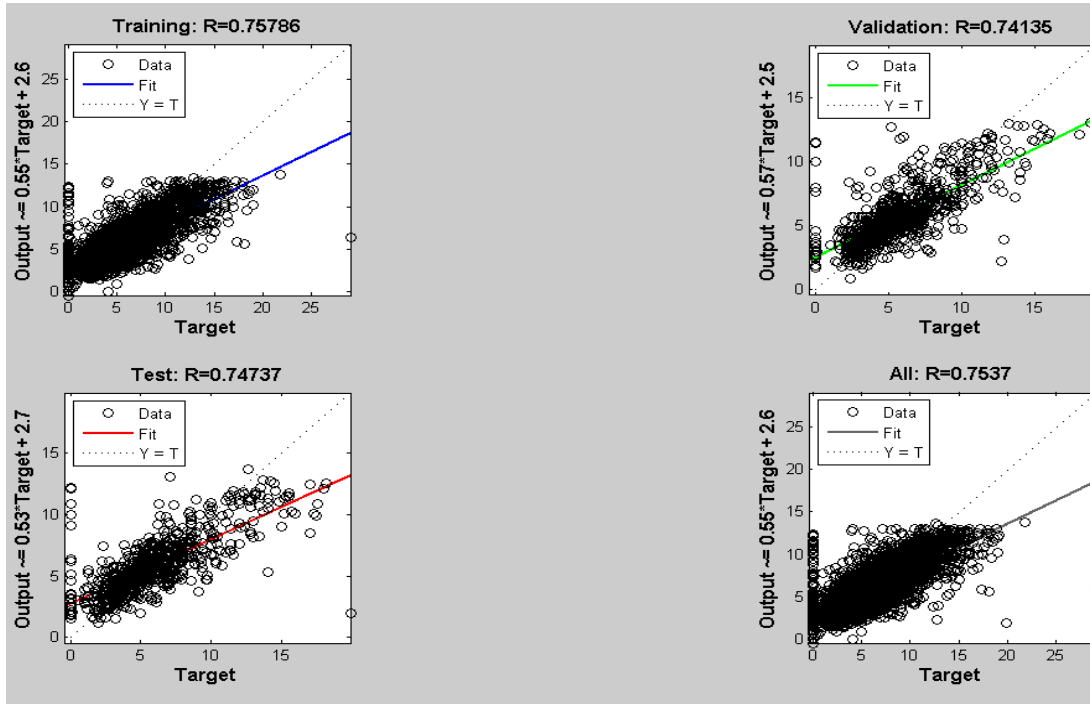 Training: R=0.75786
Output ~= 0.55*Target + 2.6
25
20
15
10
5
0
Data
Fit
Y = T
0 5 10 15 20 25
Target
Validation: R=0.74135
Output ~= 0.57*Target + 2.5
15
10
5
0
Data
Fit
Y = T
0 5 10 15
Target
Test: R=0.74737
Output ~= 0.53*Target + 2.7
15
10
5
0
Data
Fit
Y = T
0 5 10 15
Target
All: R=0.7537
Output ~= 0.55*Target + 2.6
25
20
15
10
5
0
Data
Fit
Y = T
0 5 10 15 20 25
Target